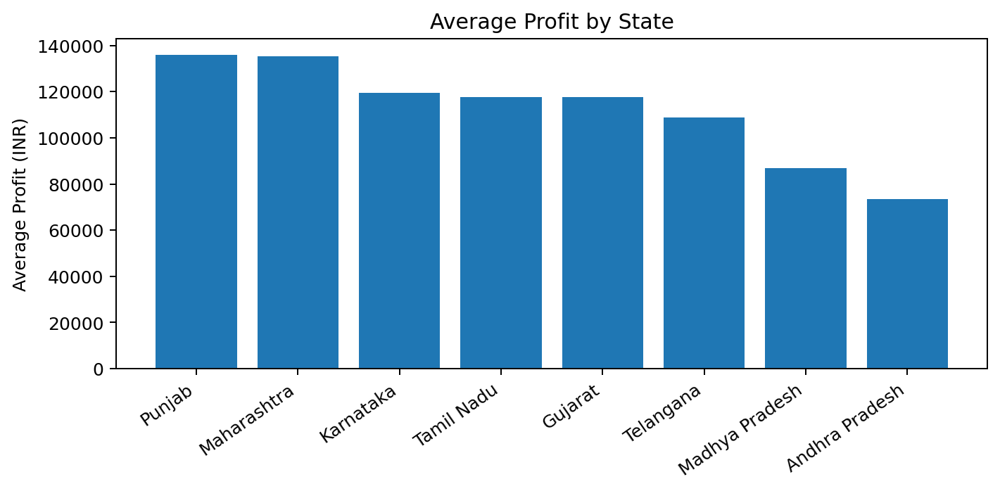 Average Profit by State
Average Profit (INR)
140000
120000
100000
80000
60000
40000
20000
0
Punjab
Maharashtra
Karnataka
Tamil Nadu
Gujarat
Telangana
Madhya Pradesh
Andhra Pradesh